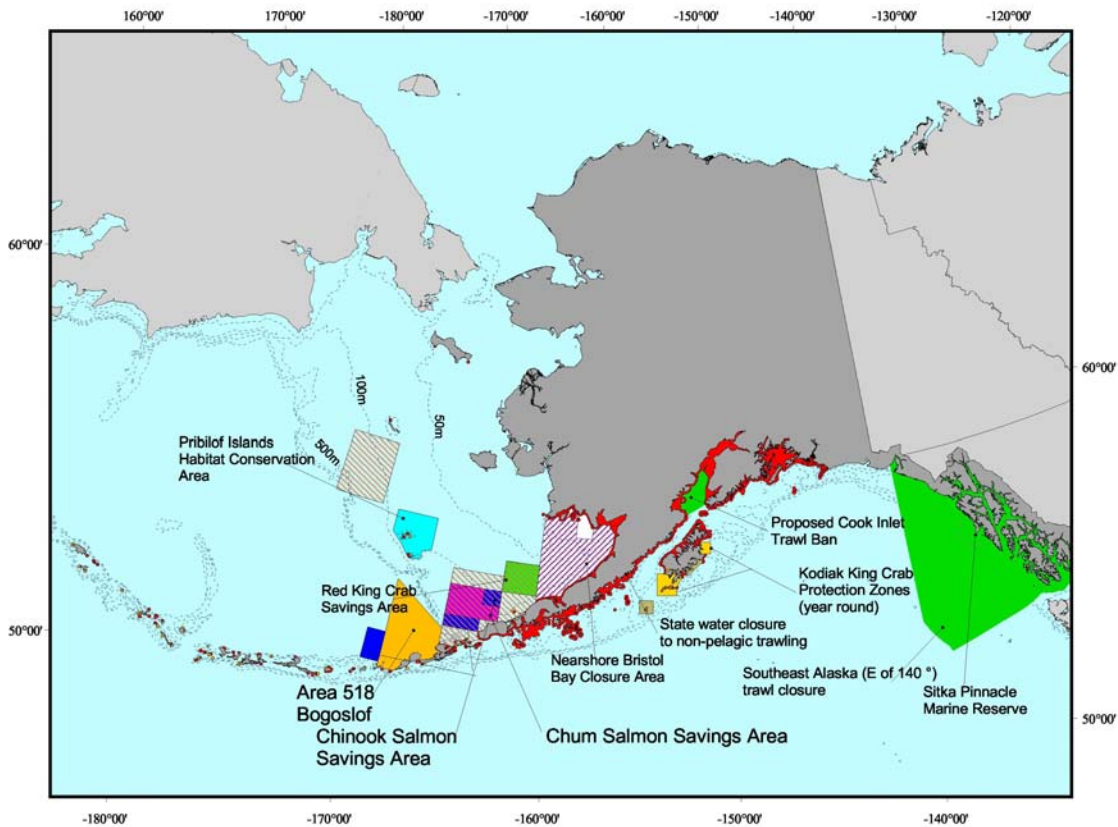 160°00' 170°00' -180°00' -170°00' -160°00' -150°00' -140°00' -130°00' -120°00'
60°00'
60°00'
100m
50m
500m
Pribilof Islands
Habitat Conservation
Area
Proposed Cook Inlet
Trawl Ban
Kodiak King Crab
Protection Zones
(year round)
Red King Crab
Savings Area
State water closure
to non-pelagic trawling
50°00'
Nearshore Bristol
Bay Closure Area
Southeast Alaska (E of 140 °)
trawl closure
Sitka Pinnacle
Marine Reserve
Area 518
Bogoslof
Chinook Salmon
Savings Area
Chum Salmon Savings Area
50°00'
-180°00' -170°00' -160°00' -150°00' -140°00'